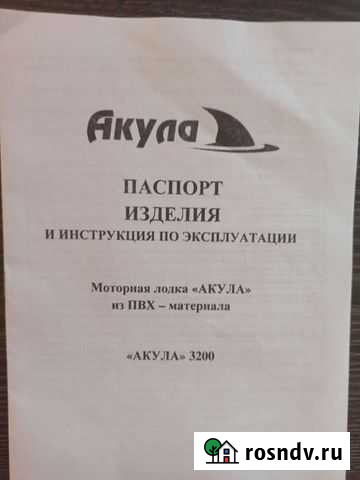 Акула
ПАСПОРТ
ИЗДЕЛИЯ
И ИНСТРУКЦИЯ ПО ЭКСПЛУАТАЦИИ
Моторная лодка «АКУЛА»
из ПВХ – материала
«АКУЛА» 3200
rosndv.ru